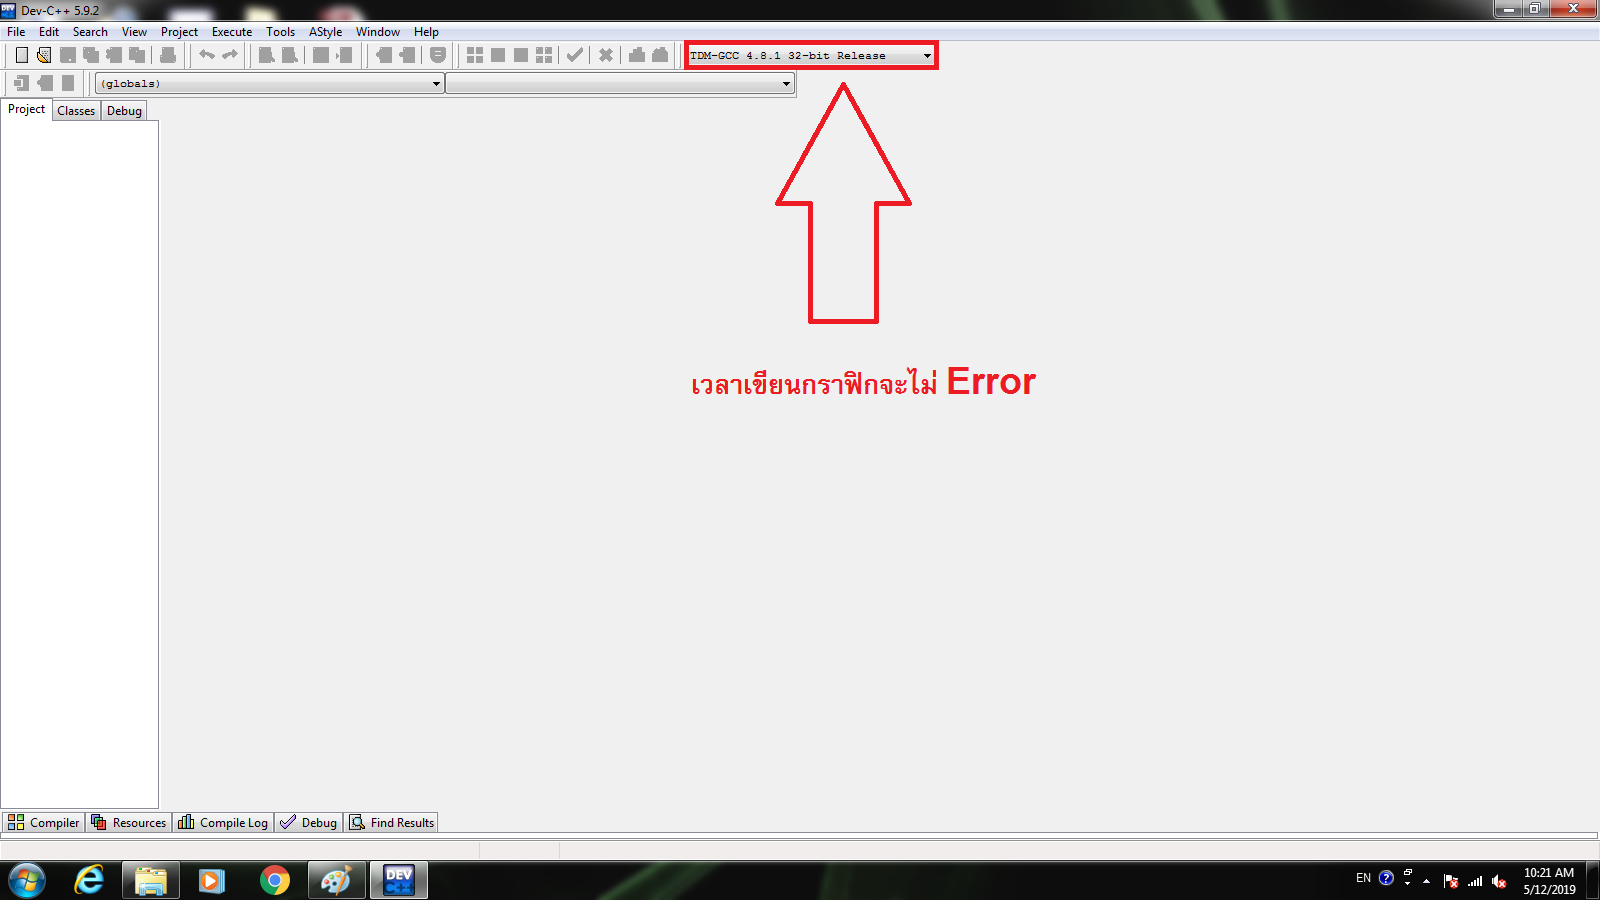 Dev-C++ 5.9.2
File Edit Search View Project Execute Tools AStyle Window Help
TDM-GCC 4.8.1 32-bit Release
(globals)
Project Classes Debug
เวลาเขียนกราฟิกจะไม่ Error
Compiler Resources Compile Log Debug Find Results
DEV C++
EN
10:21 AM
5/12/2019